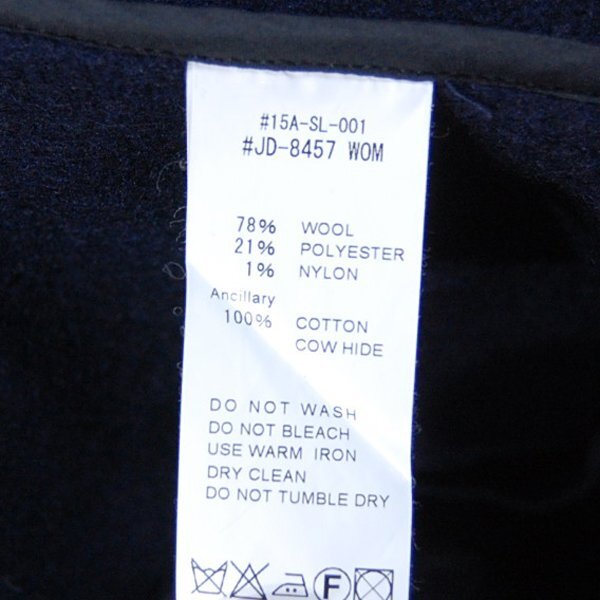 #15A-SL-001
#JD-8457 WOM
78% WOOL
21% POLYESTER
1% NYLON
Ancillary
100% COTTON
COW HIDE
DO NOT WASH
DO NOT BLEACH
USE WARM IRON
DRY CLEAN
DO NOT TUMBLE DRY
F